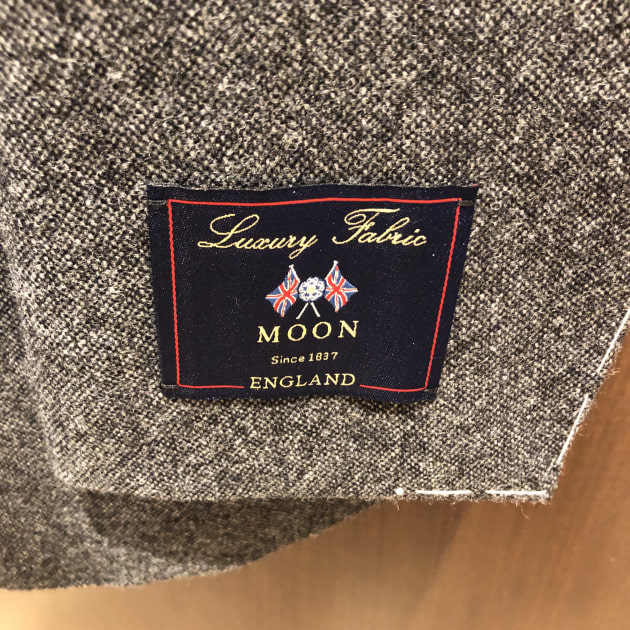 Luxury Fabric
MOON
Since 1837
ENGLAND